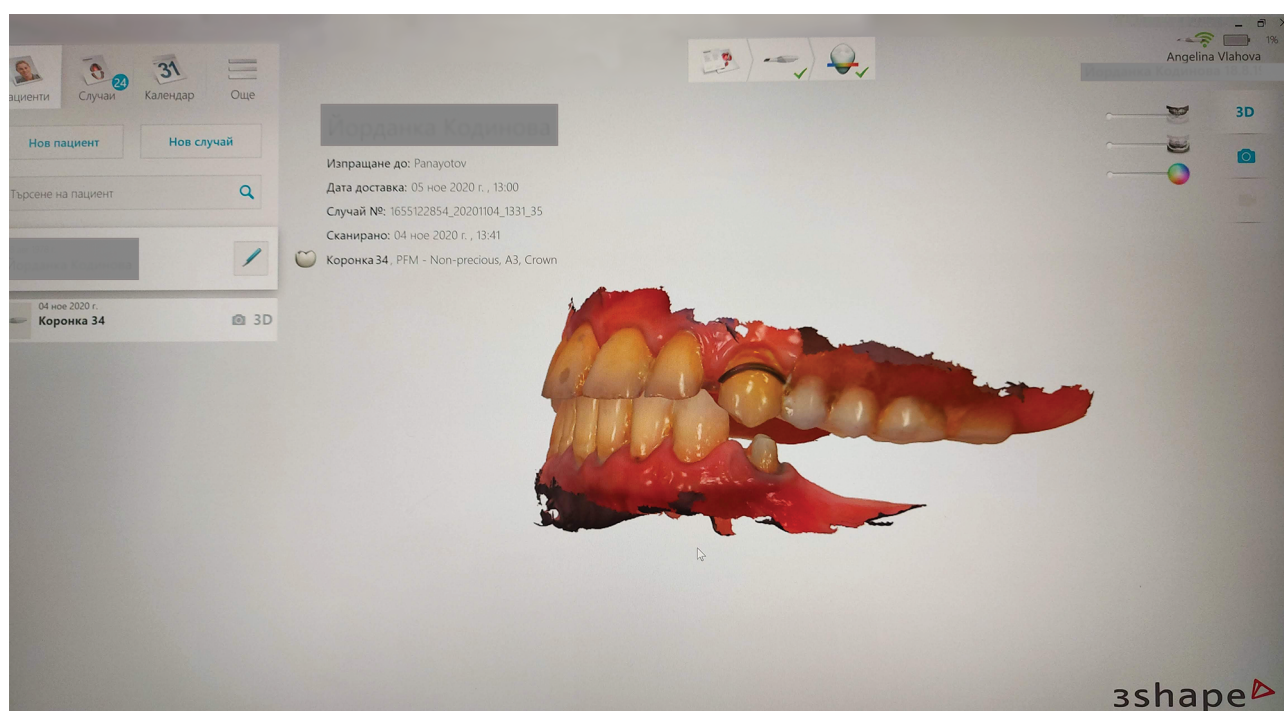 1%
Angelina Vlahova
ациенти
Случаи
24
31
Календар
Още
Нов пациент
Нов случай
Търсене на пациент
04 ное 2020 г.
Коронка 34
3D
Изпращане до: Panayotov
Дата доставка: 05 ное 2020 г. , 13:00
Случай №: 1655122854_20201104_1331_35
Сканирано: 04 ное 2020 г. , 13:41
Коронка 34 , PFM - Non-precious, A3, Crown
3D
3shape